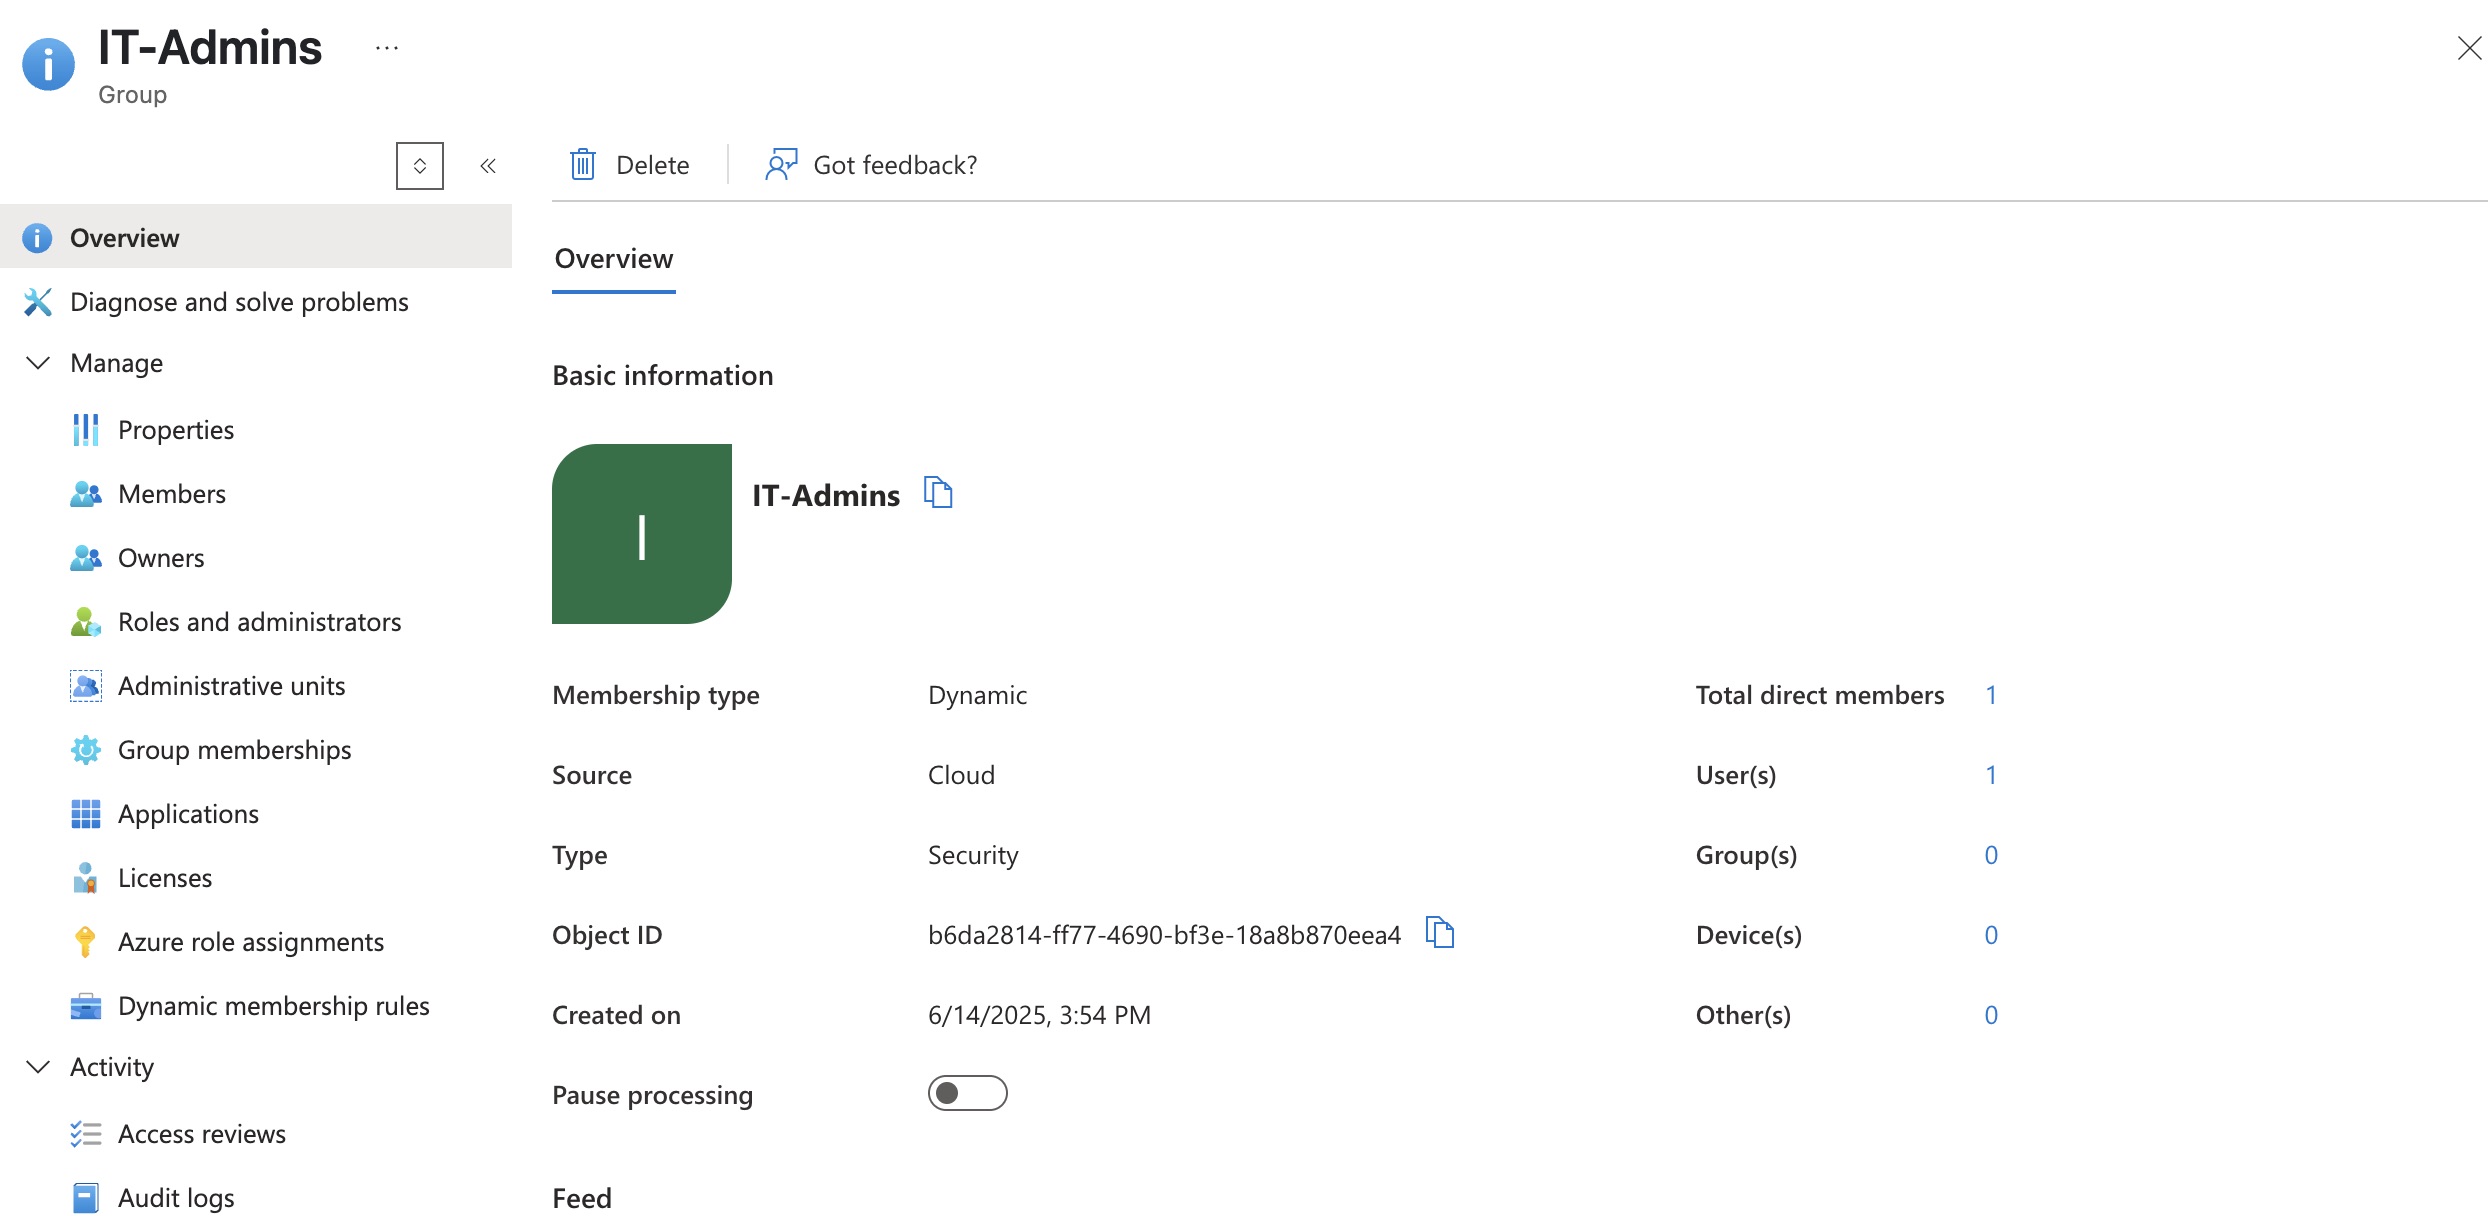 IT-Admins ...
Group
Delete
Got feedback?
Overview
Diagnose and solve problems
Manage
Properties
Members
Owners
Roles and administrators
Administrative units
Group memberships
Applications
Licenses
Azure role assignments
Dynamic membership rules
Activity
Access reviews
Audit logs
Overview
Basic information
I
IT-Admins
Membership type Dynamic
Source Cloud
Type Security
Object ID b6da2814-ff77-4690-bf3e-18a8b870eea4
Created on 6/14/2025, 3:54 PM
Pause processing
Total direct members 1
User(s) 1
Group(s) 0
Device(s) 0
Other(s) 0
Feed